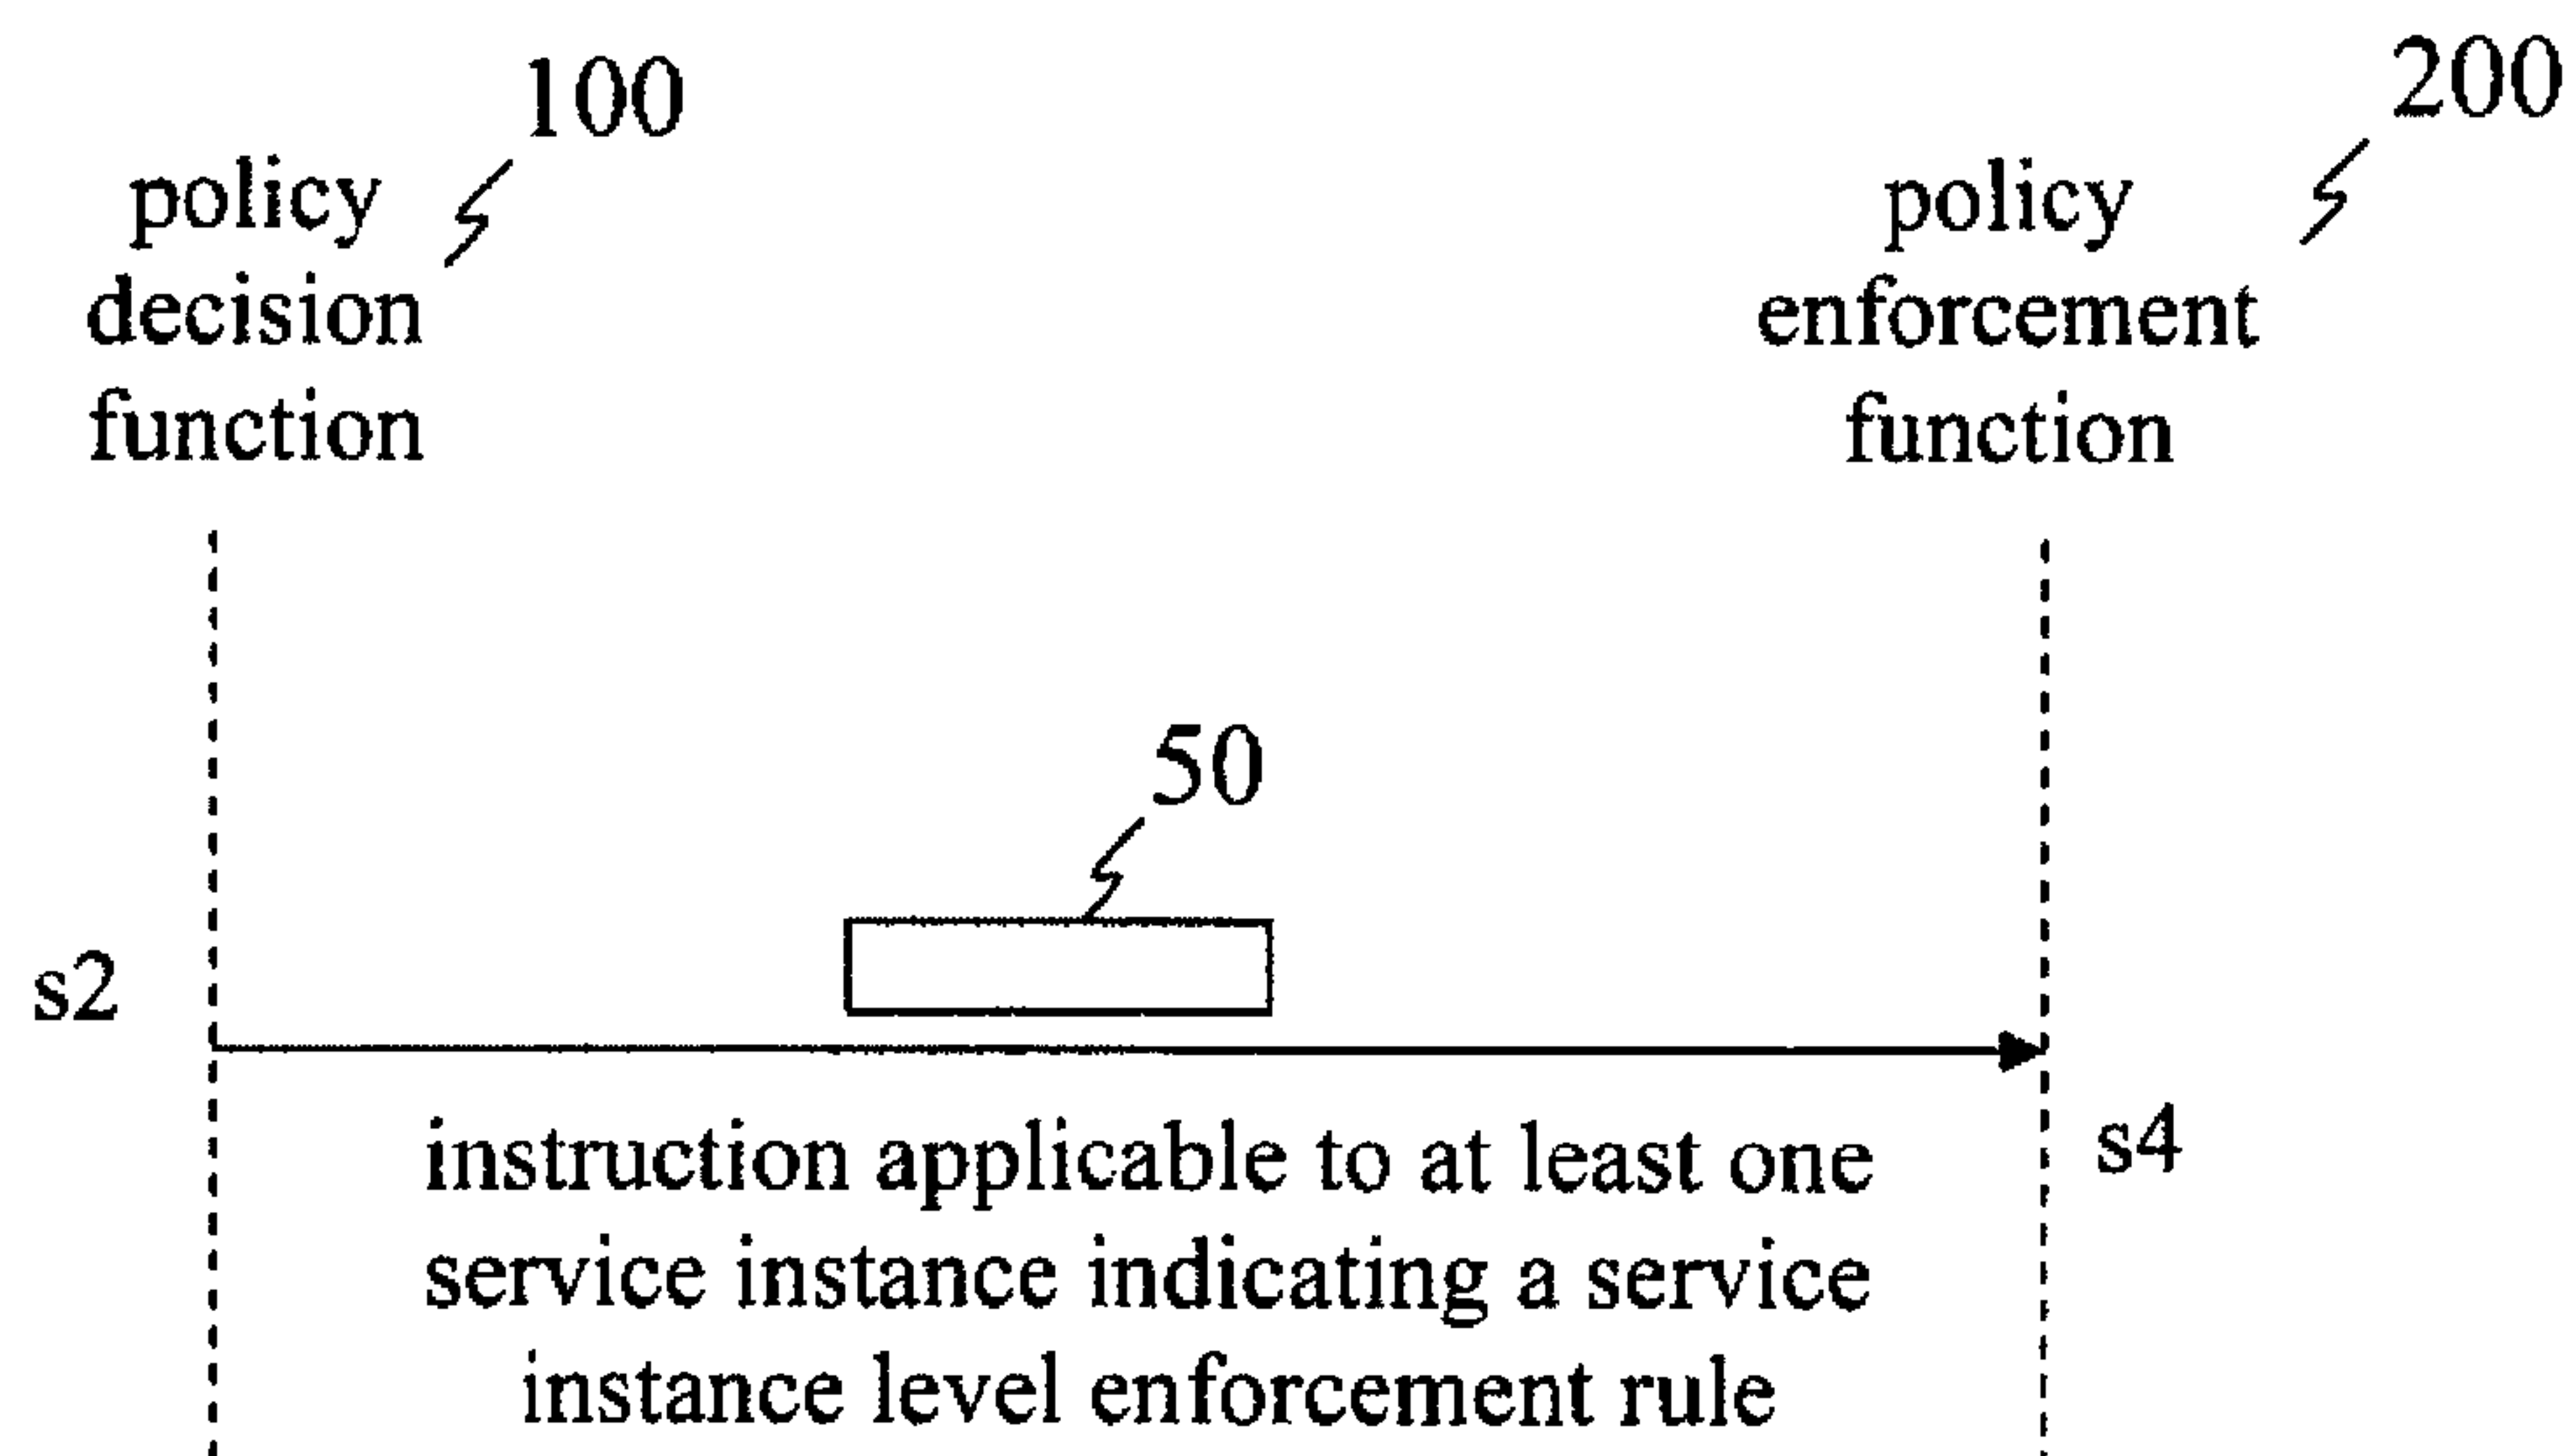 100
policy
decision
function
200
policy
enforcement
function
50
s2
instruction applicable to at least one
service instance indicating a service
instance level enforcement rule
s4